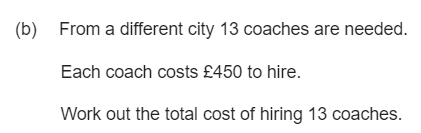 (b) From a different city 13 coaches are needed.
Each coach costs £450 to hire.
Work out the total cost of hiring 13 coaches.